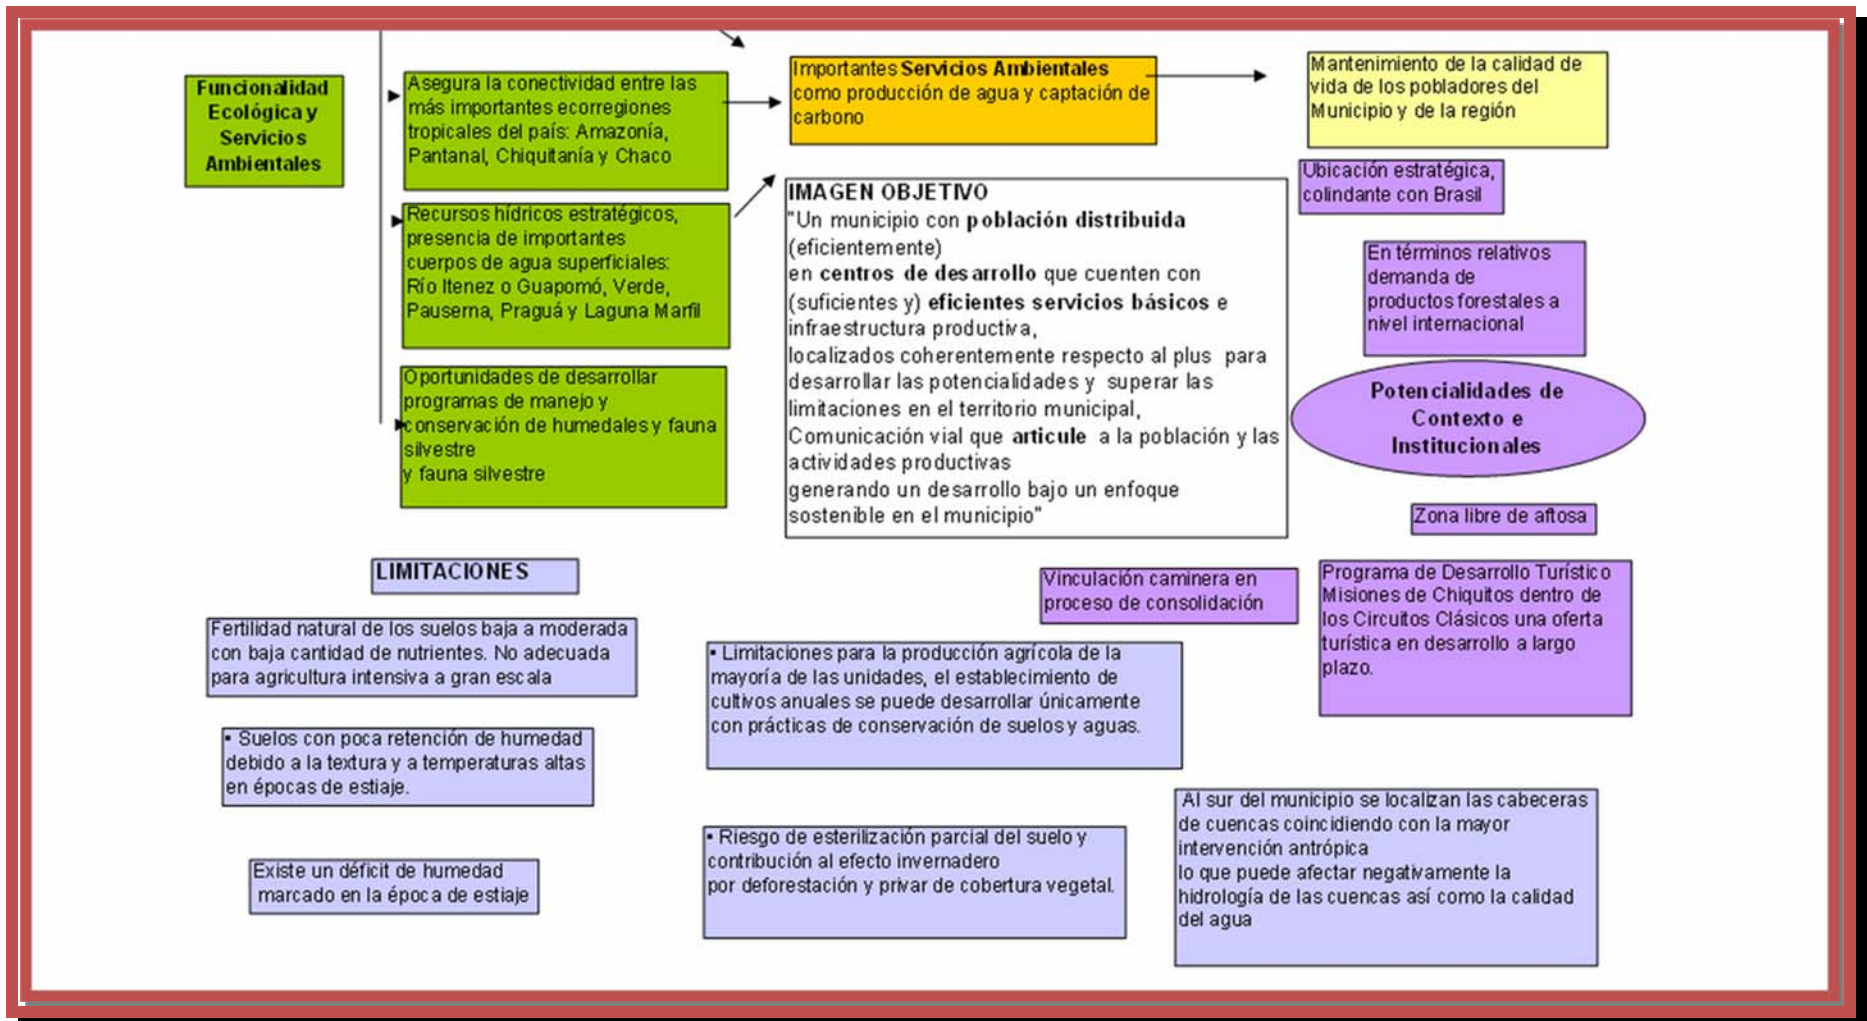 Funcionalidad
Ecológica y
Servicios
Ambientales
Asegura la conectividad entre las
más importantes ecorregiones
tropicales del país: Amazonía,
Pantanal, Chiquitanía y Chaco
Importantes Servicios Ambientales
como producción de agua y captación de
carbono
Mantenimiento de la calidad de
vida de los pobladores del
Municipio y de la región
Recursos hídricos estratégicos,
presencia de importantes
cuerpos de agua superficiales:
Río Itenez o Guapomó, Verde,
Pauserna, Praguá y Laguna Marfil
Oportunidades de desarrollar
programas de manejo y
conservación de humedales y fauna
silvestre
y fauna silvestre
IMAGEN OBJETIVO
"Un municipio con población distribuida
(eficientemente)
en centros de desarrollo que cuenten con
(suficientes y) eficientes servicios básicos e
infraestructura productiva,
localizados coherentemente respecto al plus para
desarrollar las potencialidades y superar las
limitaciones en el territorio municipal,
Comunicación vial que articule a la población y las
actividades productivas
generando un desarrollo bajo un enfoque
sostenible en el municipio"
Ubicación estratégica,
colindante con Brasil
En términos relativos
demanda de
productos forestales a
nivel internacional
Potencialidades de
Contexto e
Institucionales
Zona libre de aftosa
Vinculación caminera en
proceso de consolidación
Programa de Desarrollo Turístico
Misiones de Chiquitos dentro de
los Circuitos Clásicos una oferta
turística en desarrollo a largo
plazo.
LIMITACIONES
Fertilidad natural de los suelos baja a moderada
con baja cantidad de nutrientes. No adecuada
para agricultura intensiva a gran escala
▪ Suelos con poca retención de humedad
debido a la textura y a temperaturas altas
en épocas de estiaje.
Existe un déficit de humedad
marcado en la época de estiaje
▪ Limitaciones para la producción agrícola de la
mayoría de las unidades, el establecimiento de
cultivos anuales se puede desarrollar únicamente
con prácticas de conservación de suelos y aguas.
▪ Riesgo de esterilización parcial del suelo y
contribución al efecto invernadero
por deforestación y privar de cobertura vegetal.
Al sur del municipio se localizan las cabeceras
de cuencas coincidiendo con la mayor
intervención antrópica
lo que puede afectar negativamente la
hidrología de las cuencas así como la calidad
del agua